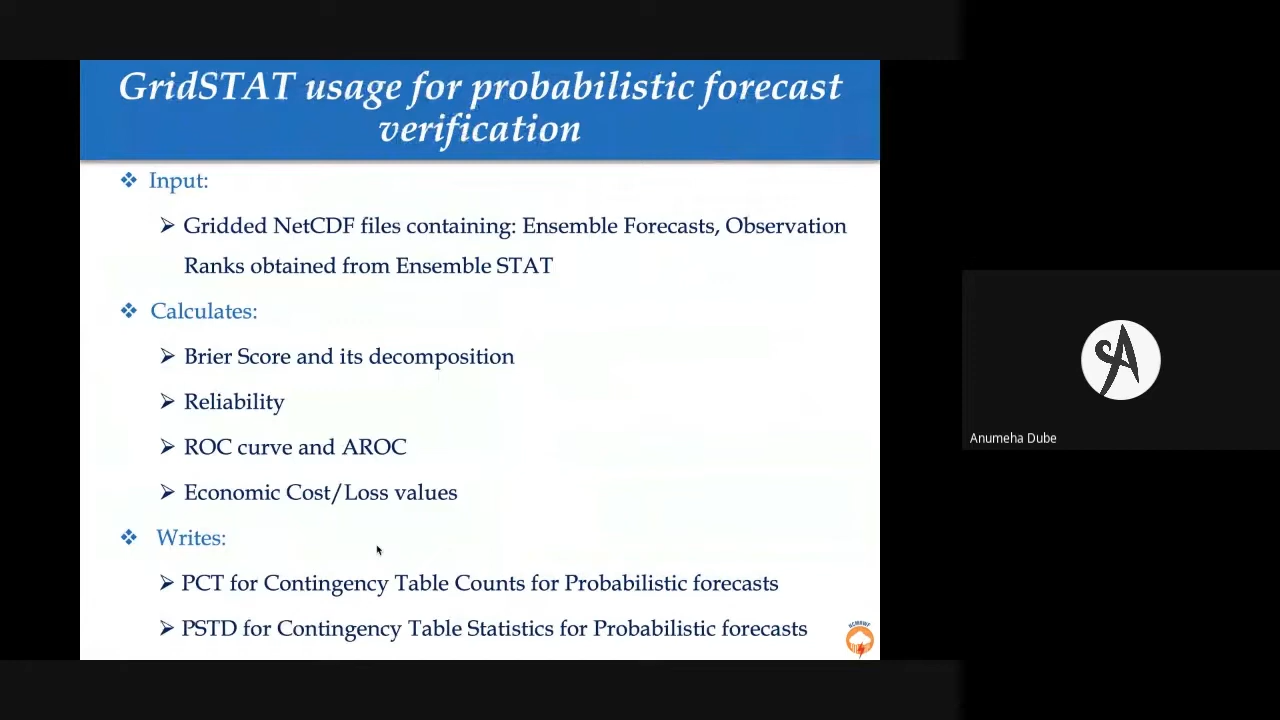 GridSTAT usage for probabilistic forecast
verification
Input:
Gridded NetCDF files containing: Ensemble Forecasts, Observation
Ranks obtained from Ensemble STAT
Calculates:
Brier Score and its decomposition
Reliability
ROC curve and AROC
Economic Cost/Loss values
Writes:
PCT for Contingency Table Counts for Probabilistic forecasts
PSTD for Contingency Table Statistics for Probabilistic forecasts
NCMRWF
Anumeha Dube